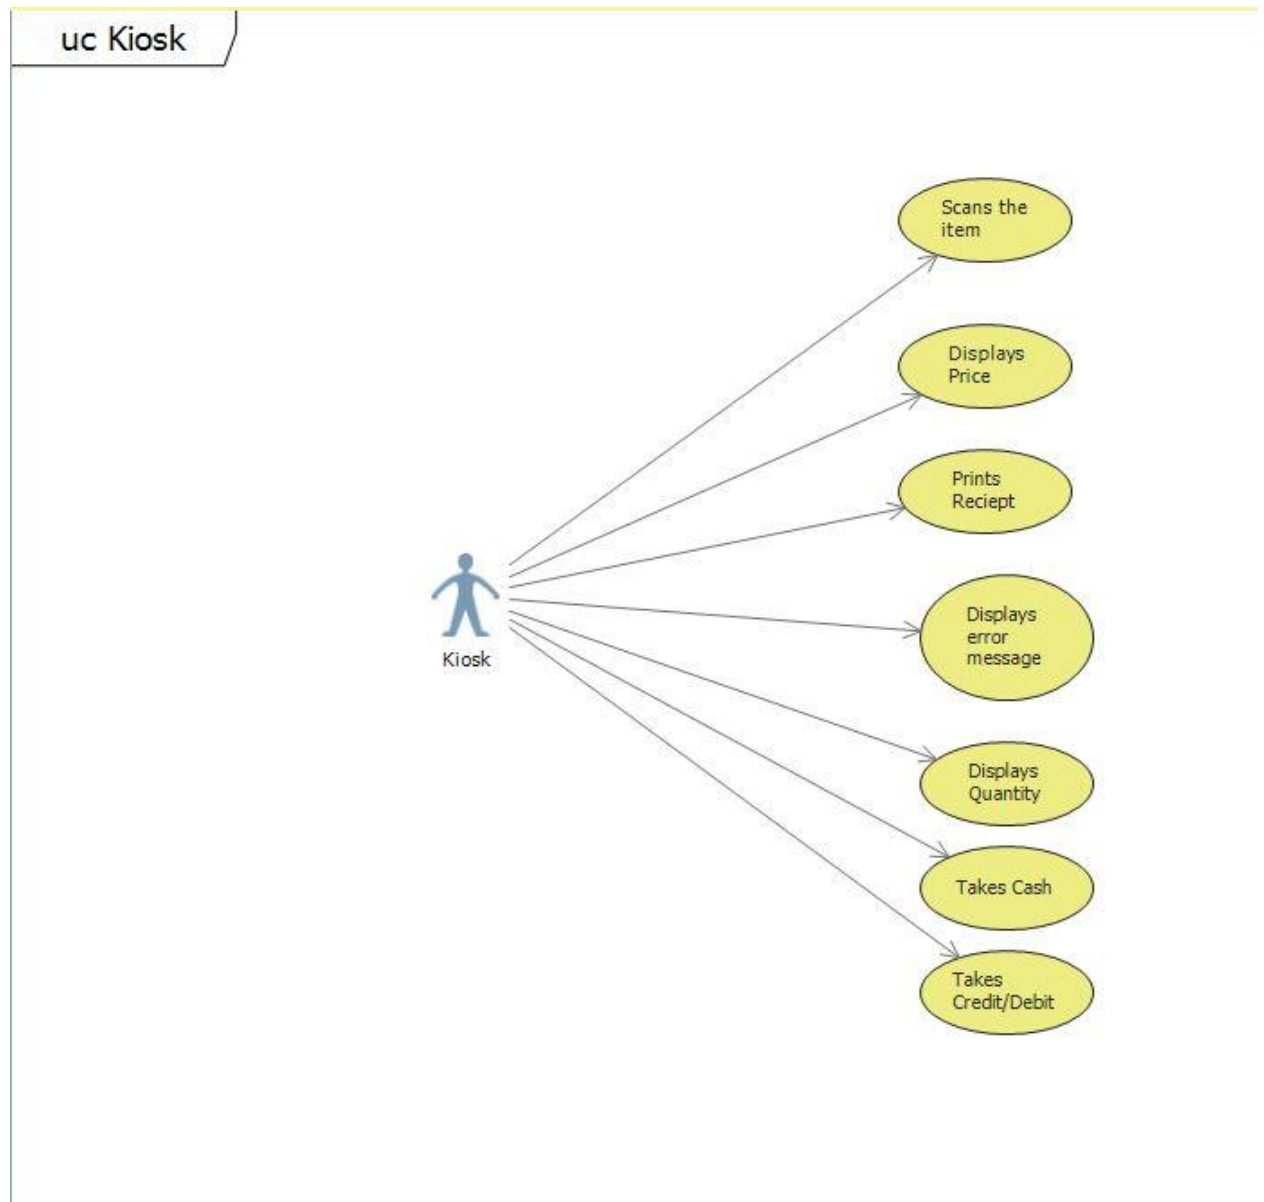 uc Kiosk
Scans the
item
Displays
Price
Prints
Reciept
Displays
error
message
Kiosk
Displays
Quantity
Takes Cash
Takes
Credit/Debit